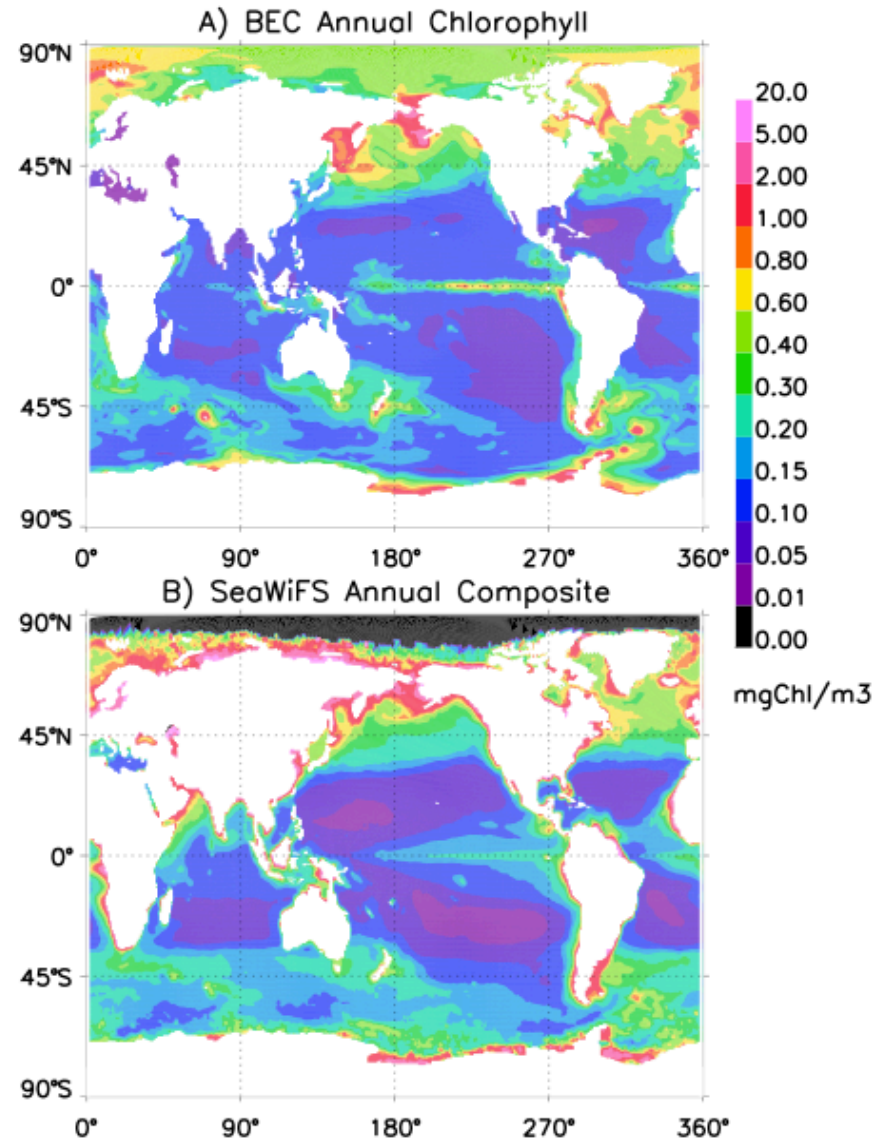 A) BEC Annual Chlorophyll
90°N
45°N
0°
45°S
90°S
0° 90° 180° 270° 360°
20.0
5.00
2.00
1.00
0.80
0.60
0.40
0.30
0.20
0.15
0.10
0.05
0.01
0.00
mgChl/m3
B) SeaWiFS Annual Composite
90°N
45°N
0°
45°S
90°S
0° 90° 180° 270° 360°